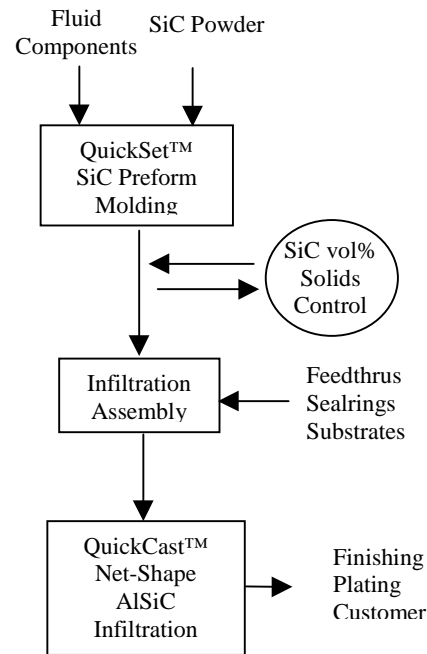 Fluid
Components
SiC Powder
QuickSet™
SiC Preform
Molding
SiC vol%
Solids
Control
Infiltration
Assembly
Feedthrus
Sealrings
Substrates
QuickCast™
Net-Shape
AlSiC
Infiltration
Finishing
Plating
Customer